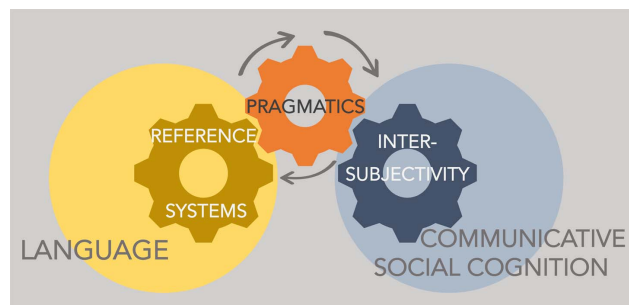 PRAGMATICS
REFERENCE
SYSTEMS
INTER-
SUBJECTIVITY
LANGUAGE
COMMUNICATIVE
SOCIAL COGNITION